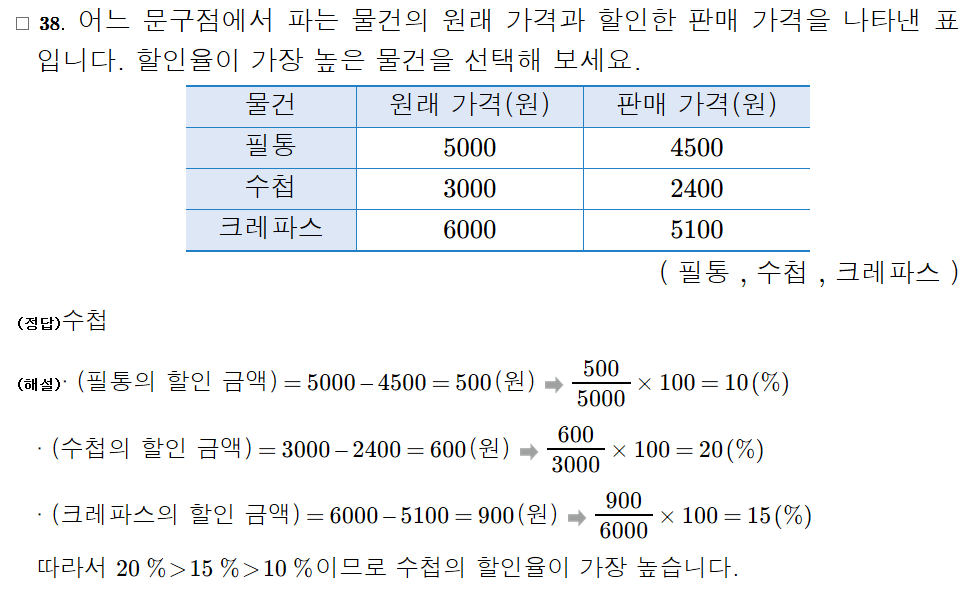 □ 38. 어느 문구점에서 파는 물건의 원래 가격과 할인한 판매 가격을 나타낸 표
입니다. 할인율이 가장 높은 물건을 선택해 보세요.
물건 원래 가격(원) 판매 가격(원)
필통 5000 4500
수첩 3000 2400
크레파스 6000 5100
( 필통 , 수첩 , 크레파스 )
(정답)수첩
(해설)· (필통의 할인 금액) = 5000 − 4500 = 500(원) ➡ 500/5000 × 100 = 10(%)
· (수첩의 할인 금액) = 3000 − 2400 = 600(원) ➡ 600/3000 × 100 = 20(%)
· (크레파스의 할인 금액) = 6000 − 5100 = 900(원) ➡ 900/6000 × 100 = 15(%)
따라서 20 % > 15 % > 10 %이므로 수첩의 할인율이 가장 높습니다.